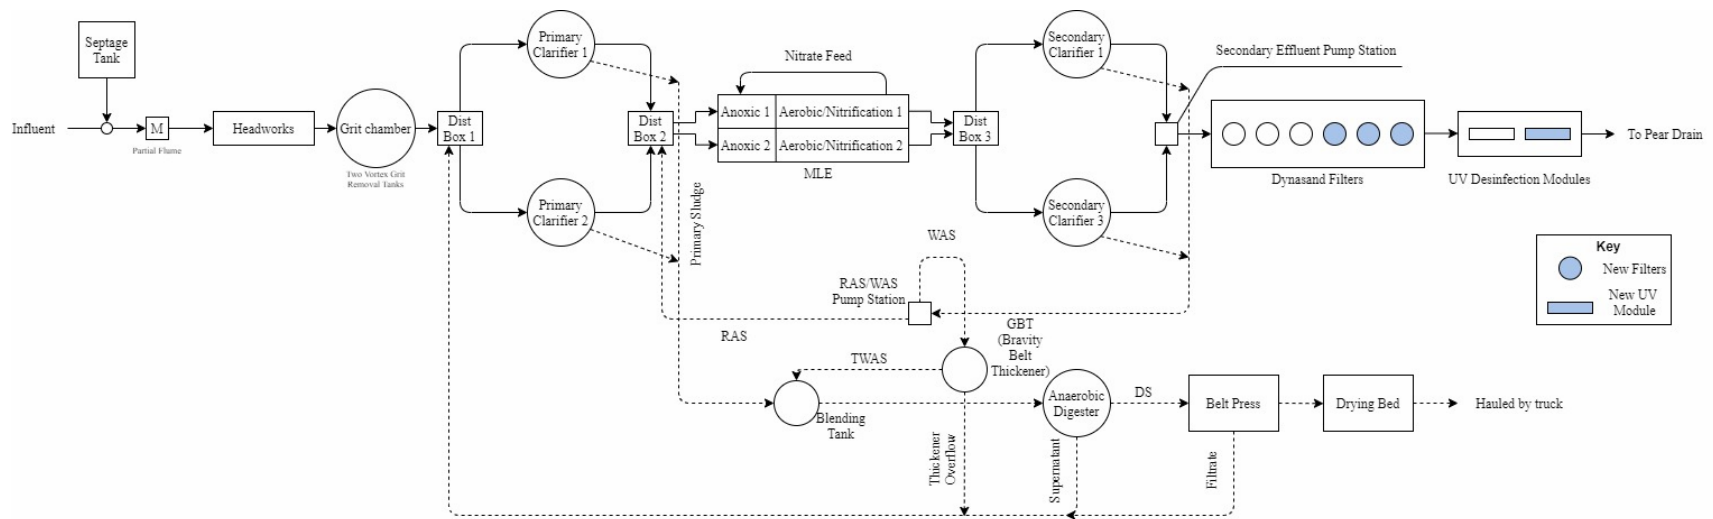 Septage
Tank
Influent
M
Partial Flume
Headworks
Grit chamber
Two Vortex Grit
Removal Tanks
Dist
Box 1
Primary
Clarifier 1
Primary
Clarifier 2
Dist
Box 2
Primary Sludge
Nitrate Feed
Anoxic 1
Aerobic/Nitrification 1
Anoxic 2
Aerobic/Nitrification 2
MLE
Dist
Box 3
Secondary
Clarifier 1
Secondary
Clarifier 3
Secondary Effluent Pump Station
Dynasand Filters
UV Desinfection Modules
To Pear Drain
Key
New Filters
New UV
Module
WAS
RAS/WAS
Pump Station
RAS
GBT
(Bravity
Belt
Thickener)
TWAS
Blending
Tank
Anaerobic
Digester
DS
Belt Press
Drying Bed
Hauled by truck
Thickener
Overflow
Supernatant
Filtrate